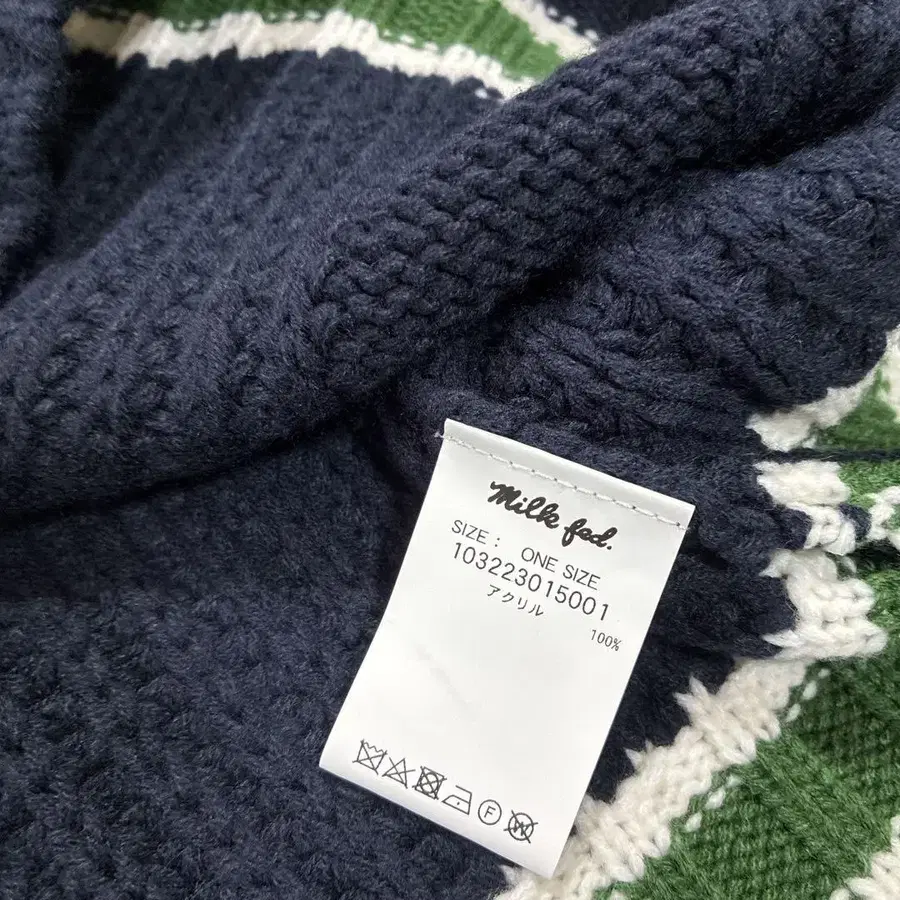 Milk fed.
SIZE : ONE SIZE
103223015001
アクリル
100%
F
W